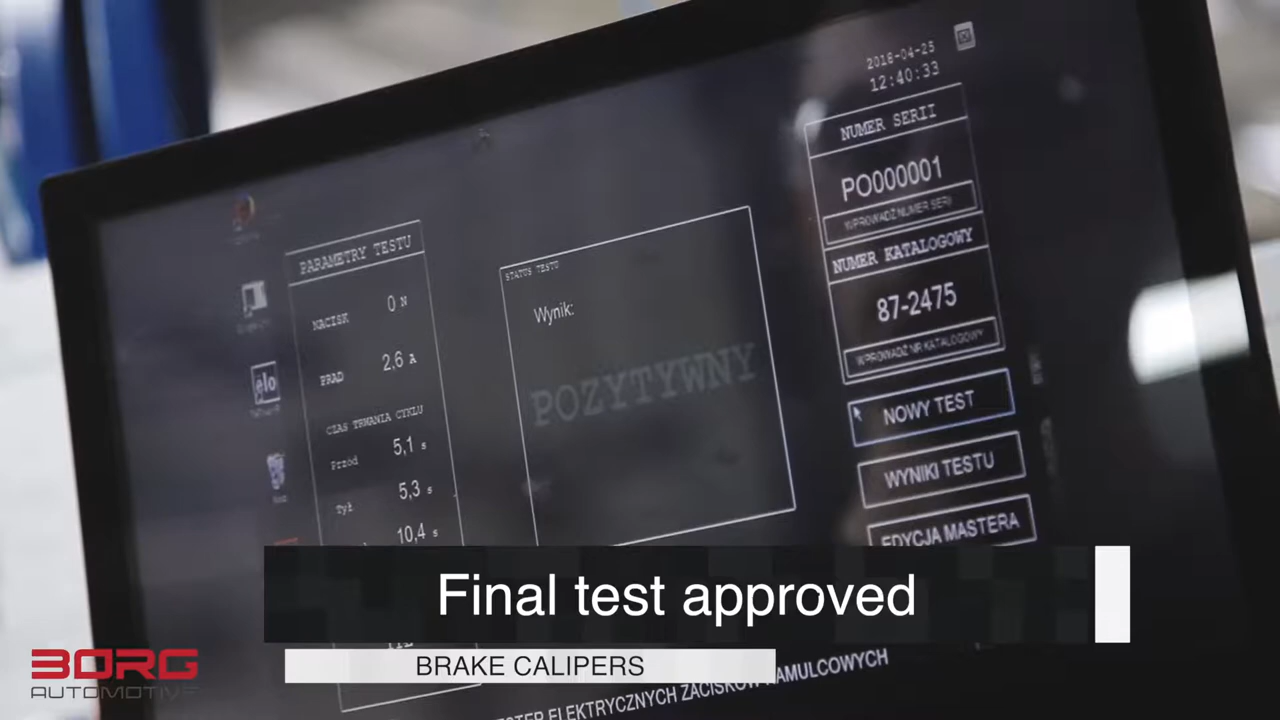 2018-04-25
12:40:33
NUMER SERII
PO000001
WPROWADŹ NUMER SERII
NUMER KATALOGOWY
87-2475
WPROWADŹ NR KATALOGOWY
NOWY TEST
WYNIKI TESTU
EDYCJA MASTERA
PARAMETRY TESTU
NACISK 0 N
PRĄD 2,6 A
CZAS TRWANIA CYKLU
Przód 5,1 s
Tył 5,3 s
10,4 s
STATUS TESTU
Wynik:
POZYTYWNY
elo
Final test approved
BRAKE CALIPERS
BORG
AUTOMOTIVE
ELEKTRYCZNYCH ZACISKÓW